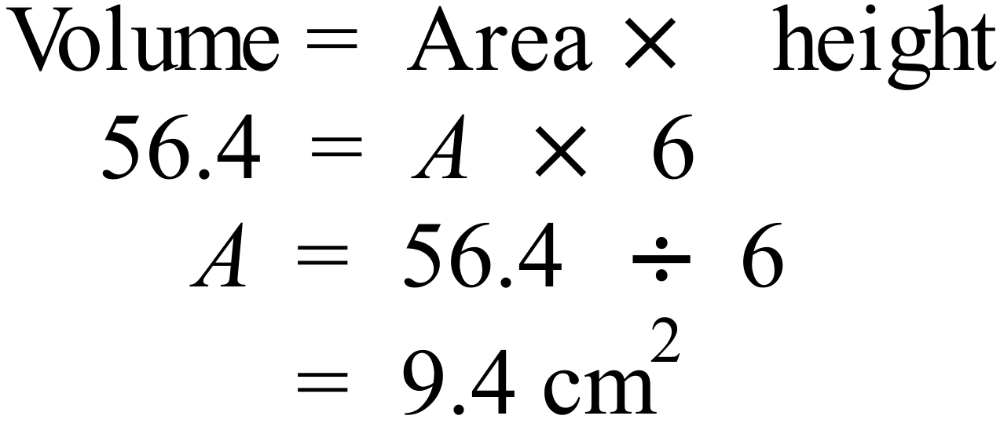 Volume = Area × height
56.4 = A × 6
A = 56.4 ÷ 6
= 9.4 cm²